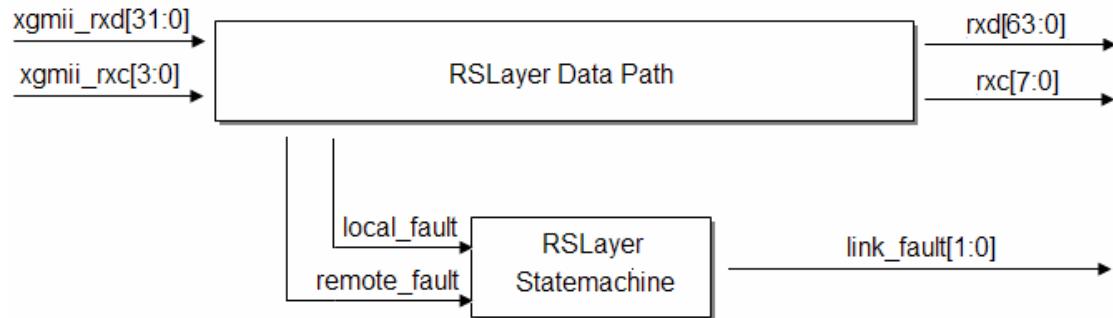 xgmii_rxd[31:0]
rxd[63:0]
xgmii_rxc[3:0]
RSLayer Data Path
rxc[7:0]
local_fault
RSLayer
link_fault[1:0]
remote_fault
Statemachine